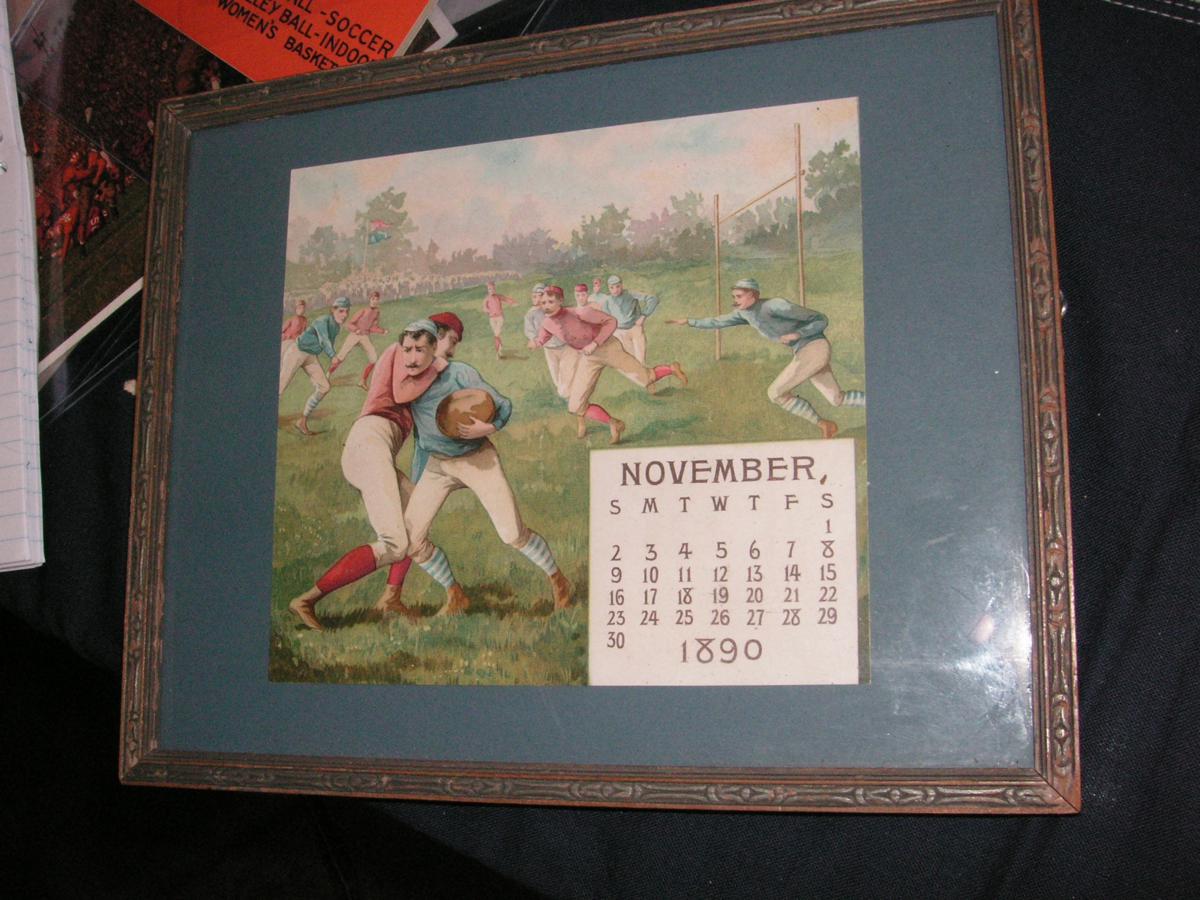 -SOCCER
BALL-INDOOR
WOMEN'S BASKET
NOVEMBER,
S M T W T F S
1
2 3 4 5 6 7 8
9 10 11 12 13 14 15
16 17 18 19 20 21 22
23 24 25 26 27 28 29
30
1890